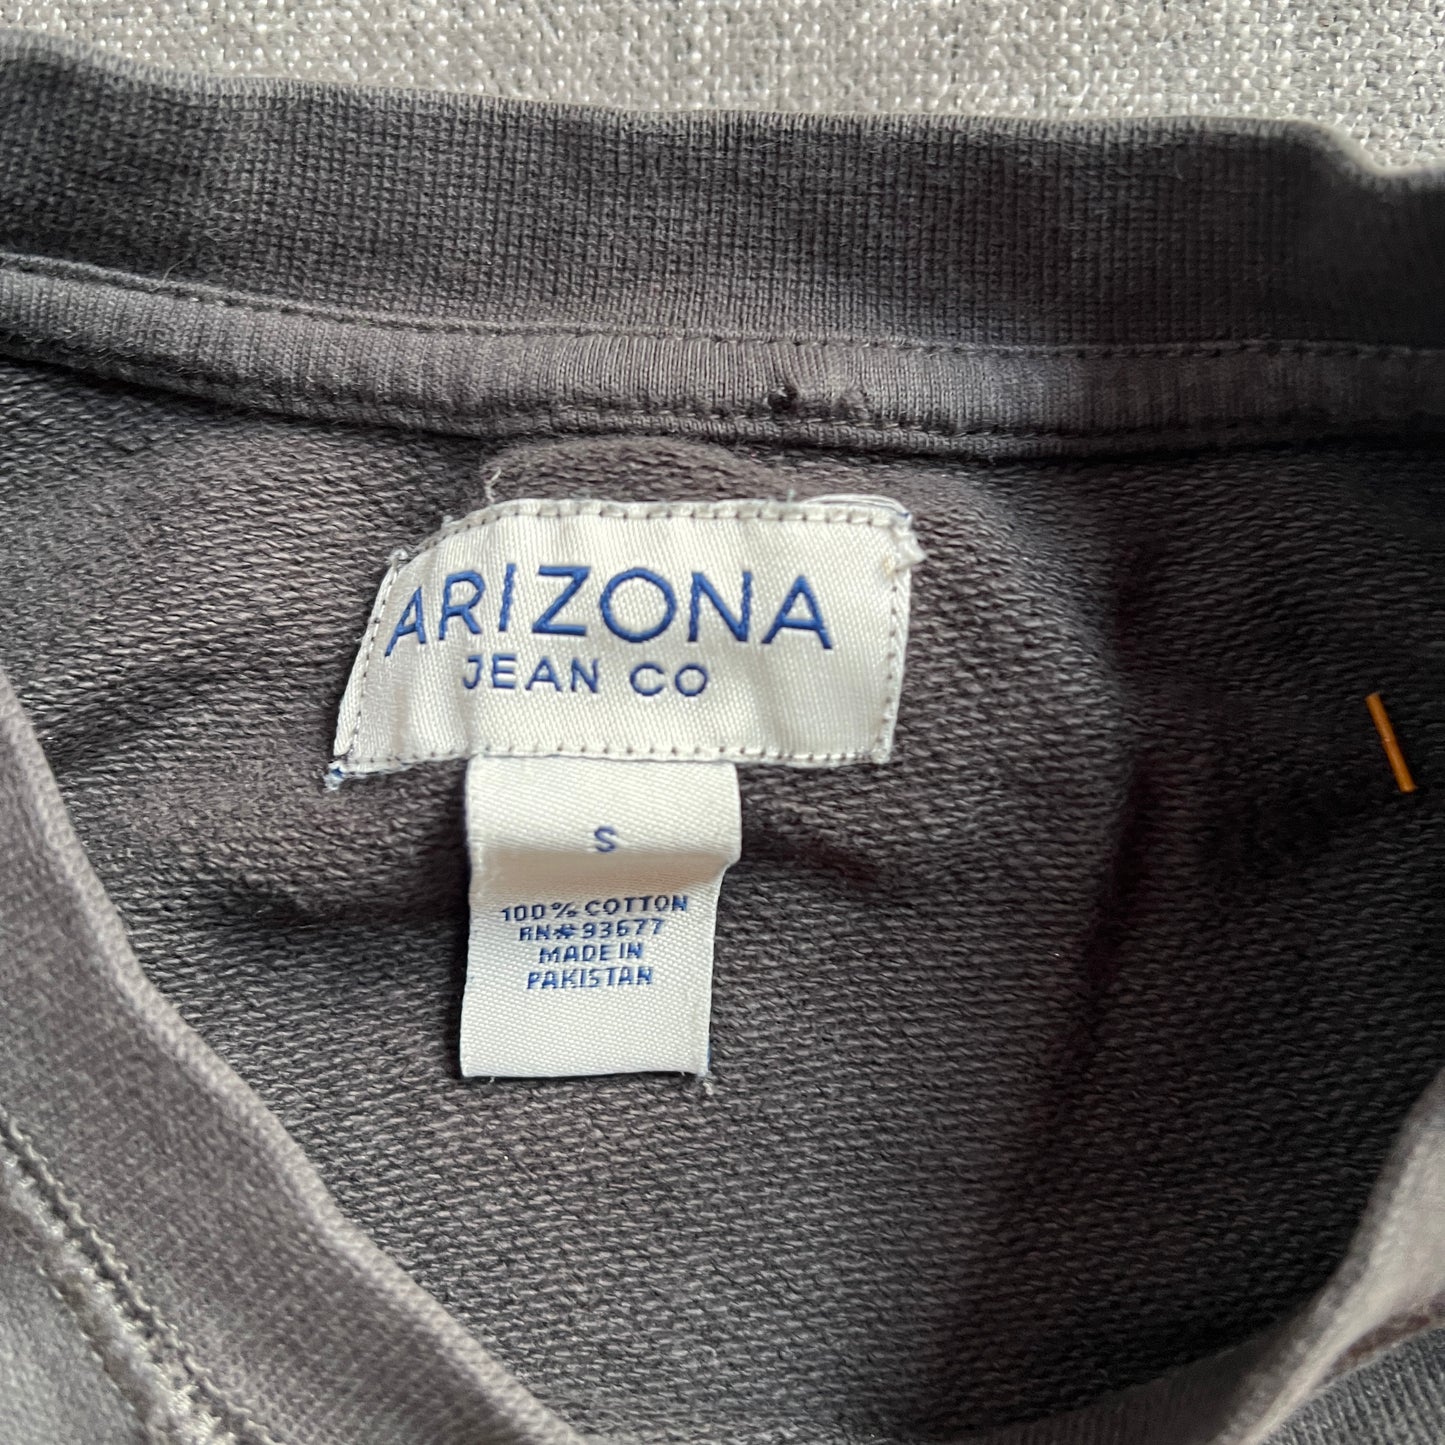 ARIZONA
JEAN CO
S
100% COTTON
RN# 93677
MADE IN
PAKISTAN